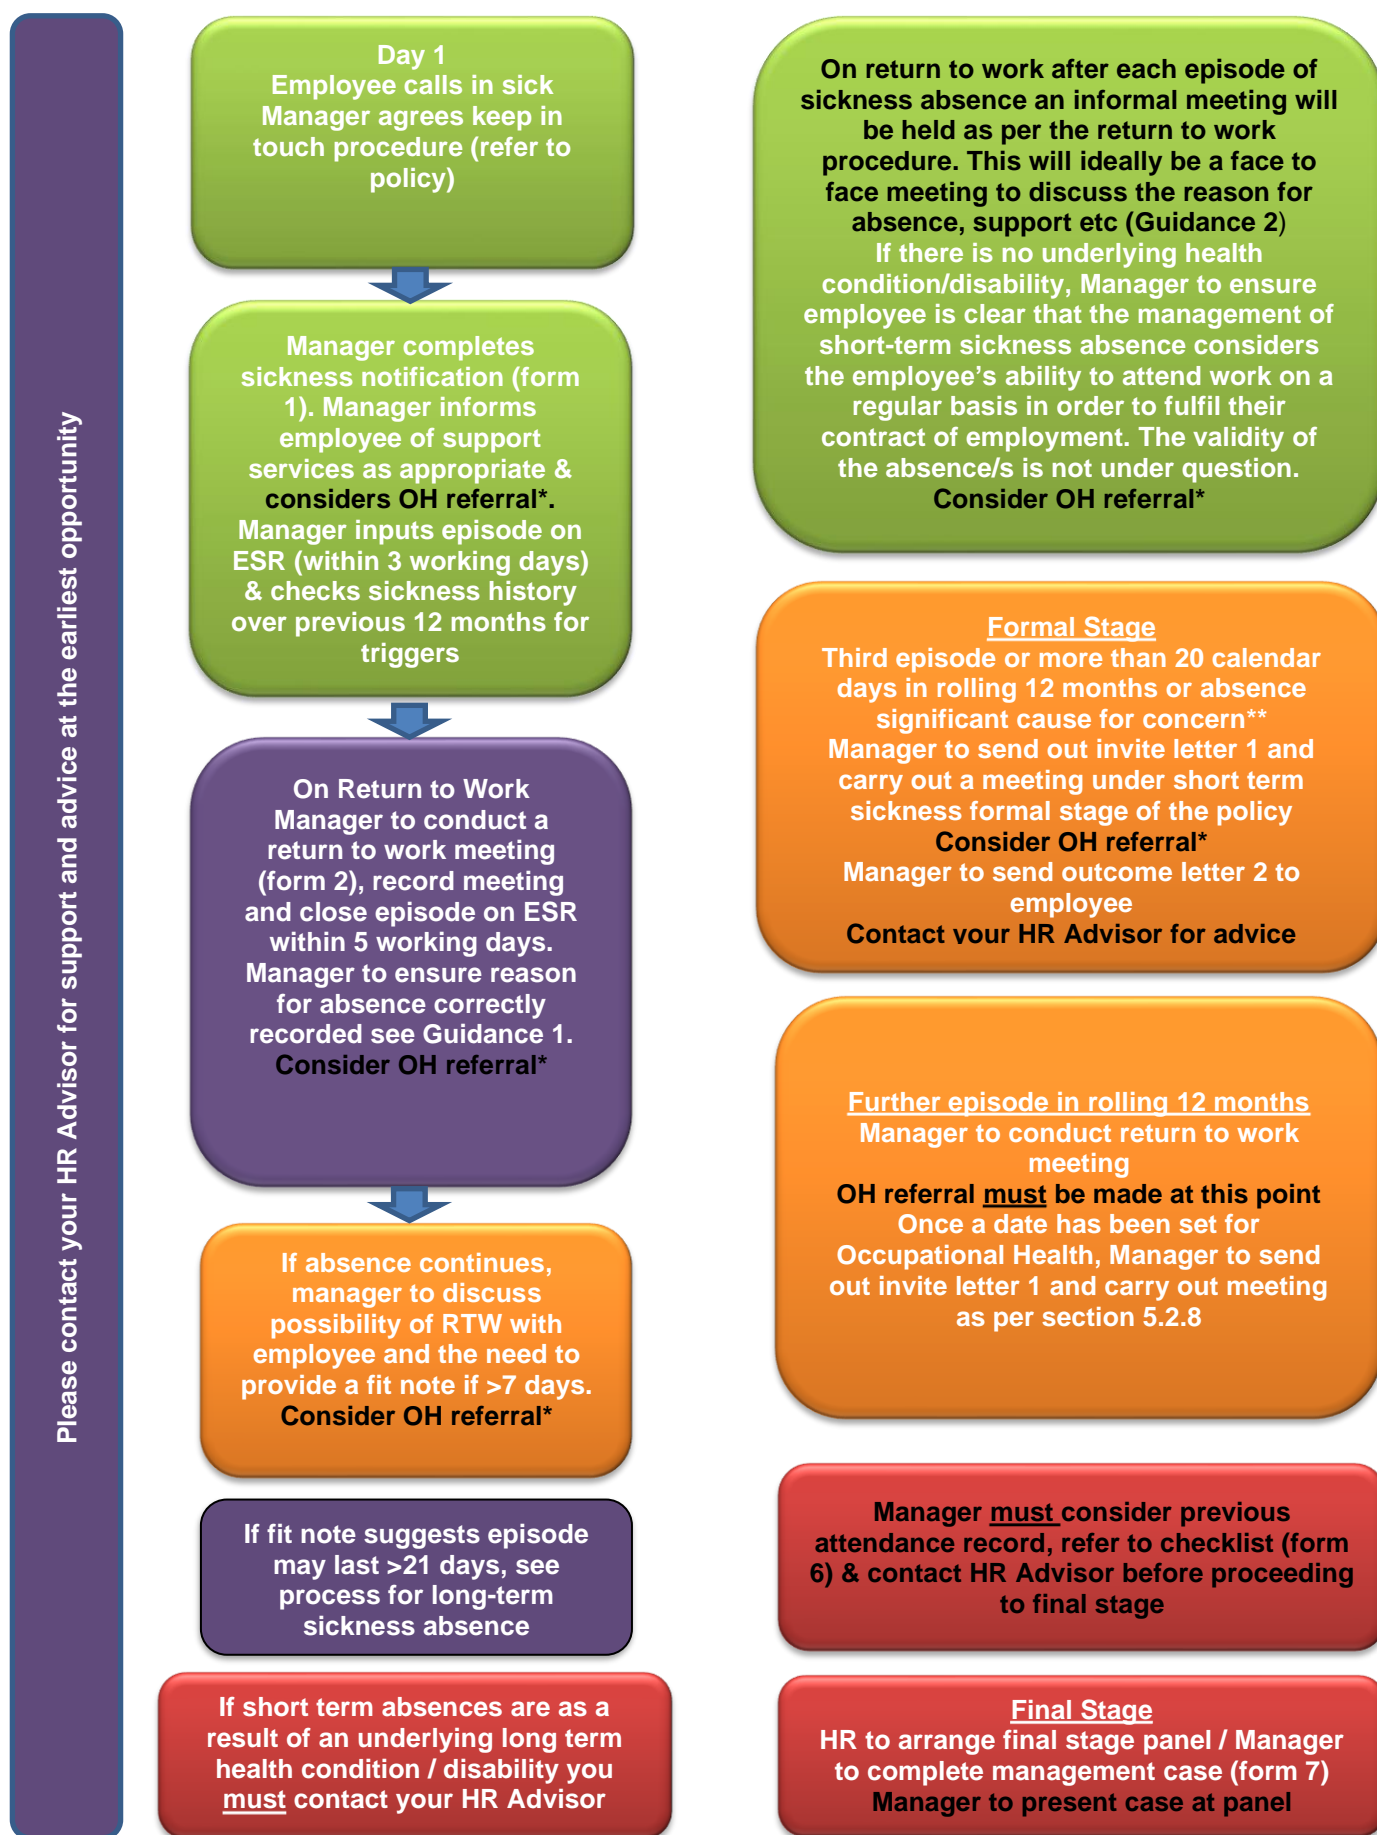 Please contact your HR Advisor for support and advice at the earliest opportunity
Day 1
Employee calls in sick
Manager agrees keep in
touch procedure (refer to
policy)
Manager completes
sickness notification (form
1). Manager informs
employee of support
services as appropriate &
considers OH referral*.
Manager inputs episode on
ESR (within 3 working days)
& checks sickness history
over previous 12 months for
triggers
On Return to Work
Manager to conduct a
return to work meeting
(form 2), record meeting
and close episode on ESR
within 5 working days.
Manager to ensure reason
for absence correctly
recorded see Guidance 1.
Consider OH referral*
If absence continues,
manager to discuss
possibility of RTW with
employee and the need to
provide a fit note if >7 days.
Consider OH referral*
If fit note suggests episode
may last >21 days, see
process for long-term
sickness absence
If short term absences are as a
result of an underlying long term
health condition / disability you
must contact your HR Advisor
On return to work after each episode of
sickness absence an informal meeting will
be held as per the return to work
procedure. This will ideally be a face to
face meeting to discuss the reason for
absence, support etc (Guidance 2)
If there is no underlying health
condition/disability, Manager to ensure
employee is clear that the management of
short-term sickness absence considers
the employee's ability to attend work on a
regular basis in order to fulfil their
contract of employment. The validity of
the absence/s is not under question.
Consider OH referral*
Formal Stage
Third episode or more than 20 calendar
days in rolling 12 months or absence
significant cause for concern**
Manager to send out invite letter 1 and
carry out a meeting under short term
sickness formal stage of the policy
Consider OH referral*
Manager to send outcome letter 2 to
employee
Contact your HR Advisor for advice
Further episode in rolling 12 months
Manager to conduct return to work
meeting
OH referral must be made at this point
Once a date has been set for
Occupational Health, Manager to send
out invite letter 1 and carry out meeting
as per section 5.2.8
Manager must consider previous
attendance record, refer to checklist (form
6) & contact HR Advisor before proceeding
to final stage
Final Stage
HR to arrange final stage panel / Manager
to complete management case (form 7)
Manager to present case at panel